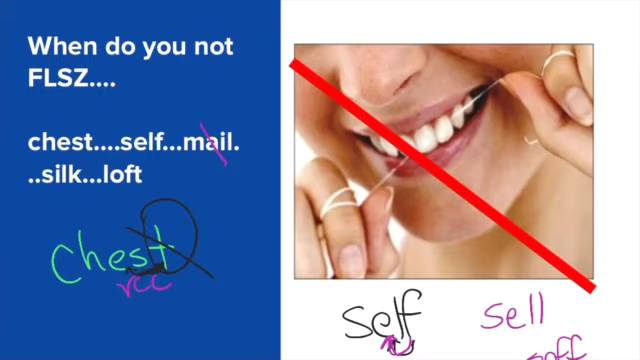 When do you not
FLSZ....
chest....self...mail.
..silk...loft
chest
vcc
self
sell